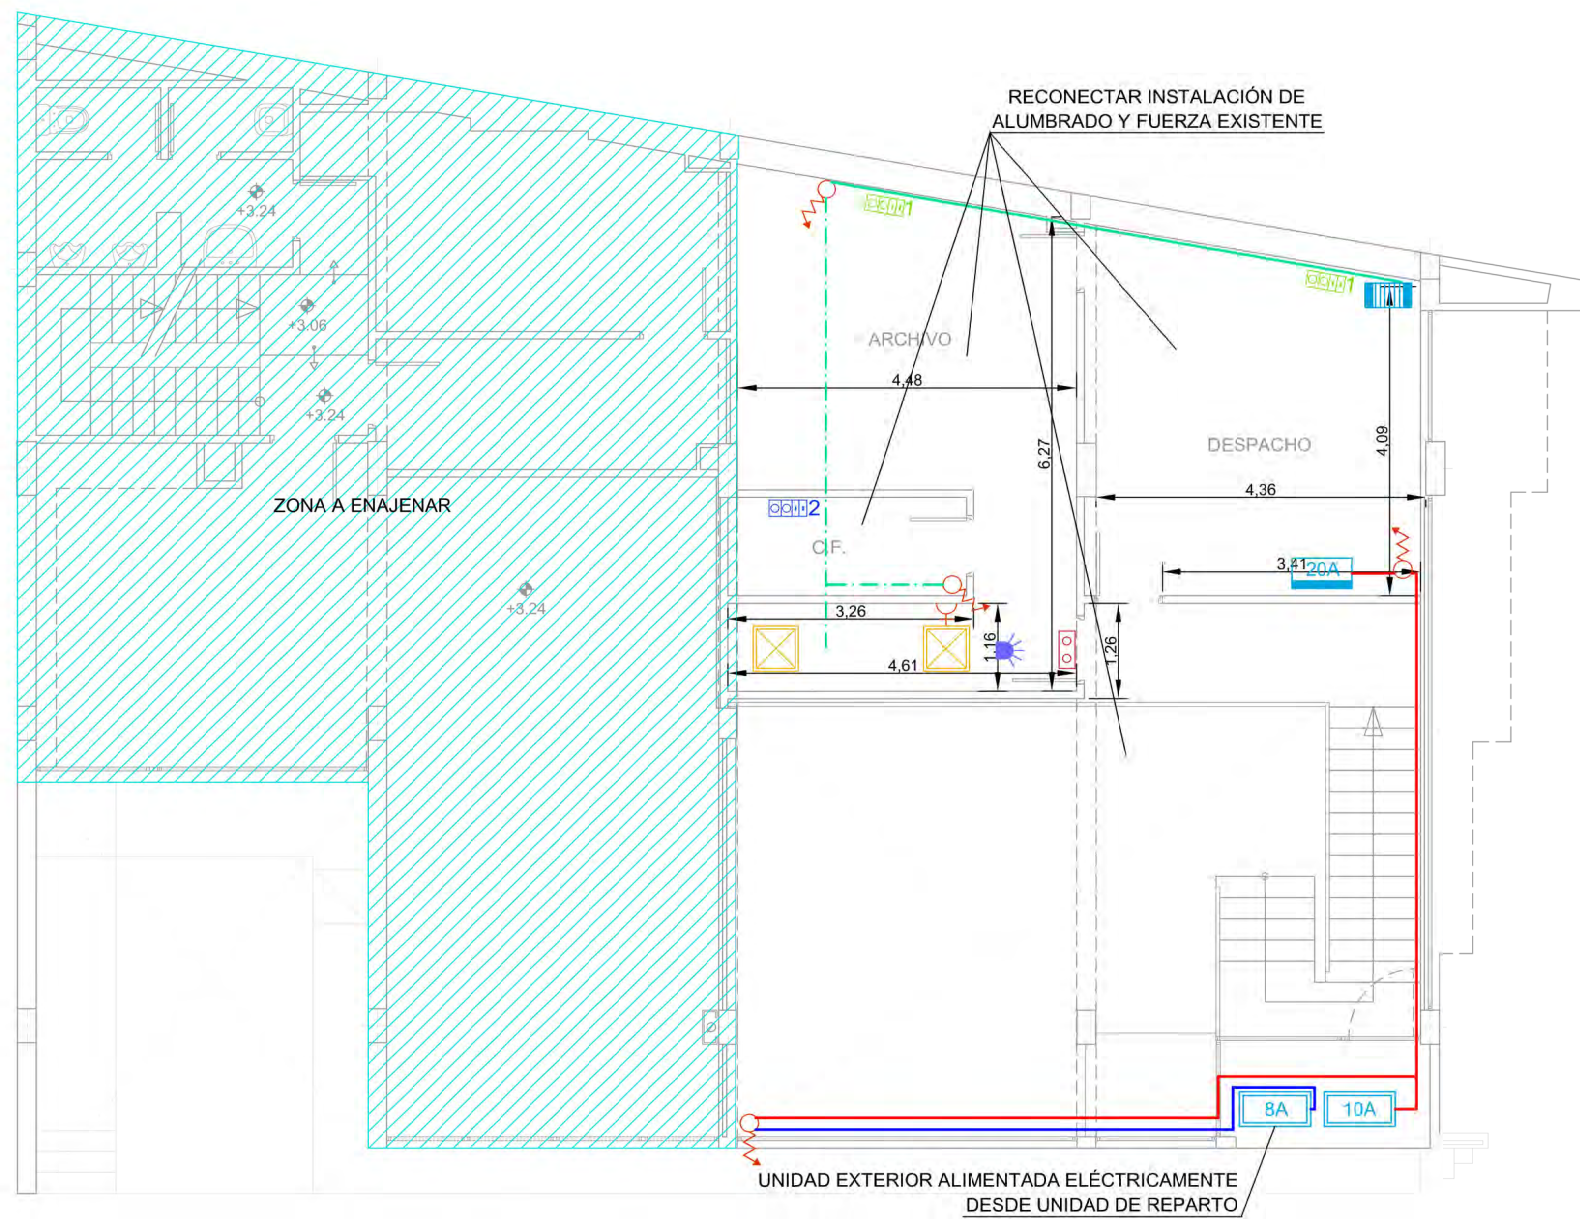 RECONECTAR INSTALACIÓN DE
ALUMBRADO Y FUERZA EXISTENTE
+3.24
1
1
+3.06
ARCHIVO
4,48
+3.24
DESPACHO
4,09
6,27
4,36
ZONA A ENAJENAR
2
C.F.
3,41
20A
+3.24
3,26
1,16
1,26
4,61
8A
10A
UNIDAD EXTERIOR ALIMENTADA ELÉCTRICAMENTE
DESDE UNIDAD DE REPARTO